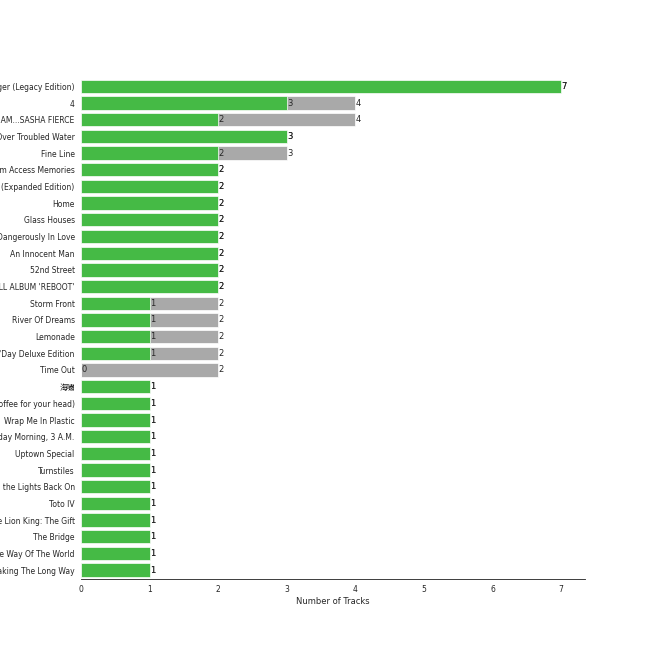 ger (Legacy Edition) 7
4 3 4
AM...SASHA FIERCE 2 4
Over Troubled Water 3
Fine Line 2 3
m Access Memories 2
(Expanded Edition) 2
Home 2
Glass Houses 2
Dangerously In Love 2
An Innocent Man 2
52nd Street 2
LL ALBUM 'REBOOT' 2
Storm Front 1 2
River Of Dreams 1 2
Lemonade 1 2
Day Deluxe Edition 1 2
Time Out 0 2
1
offee for your head) 1
Wrap Me In Plastic 1
day Morning, 3 A.M. 1
Uptown Special 1
Turnstiles 1
the Lights Back On 1
Toto IV 1
e Lion King: The Gift 1
The Bridge 1
e Way Of The World 1
aking The Long Way 1
0 1 2 3 4 5 6 7
Number of Tracks